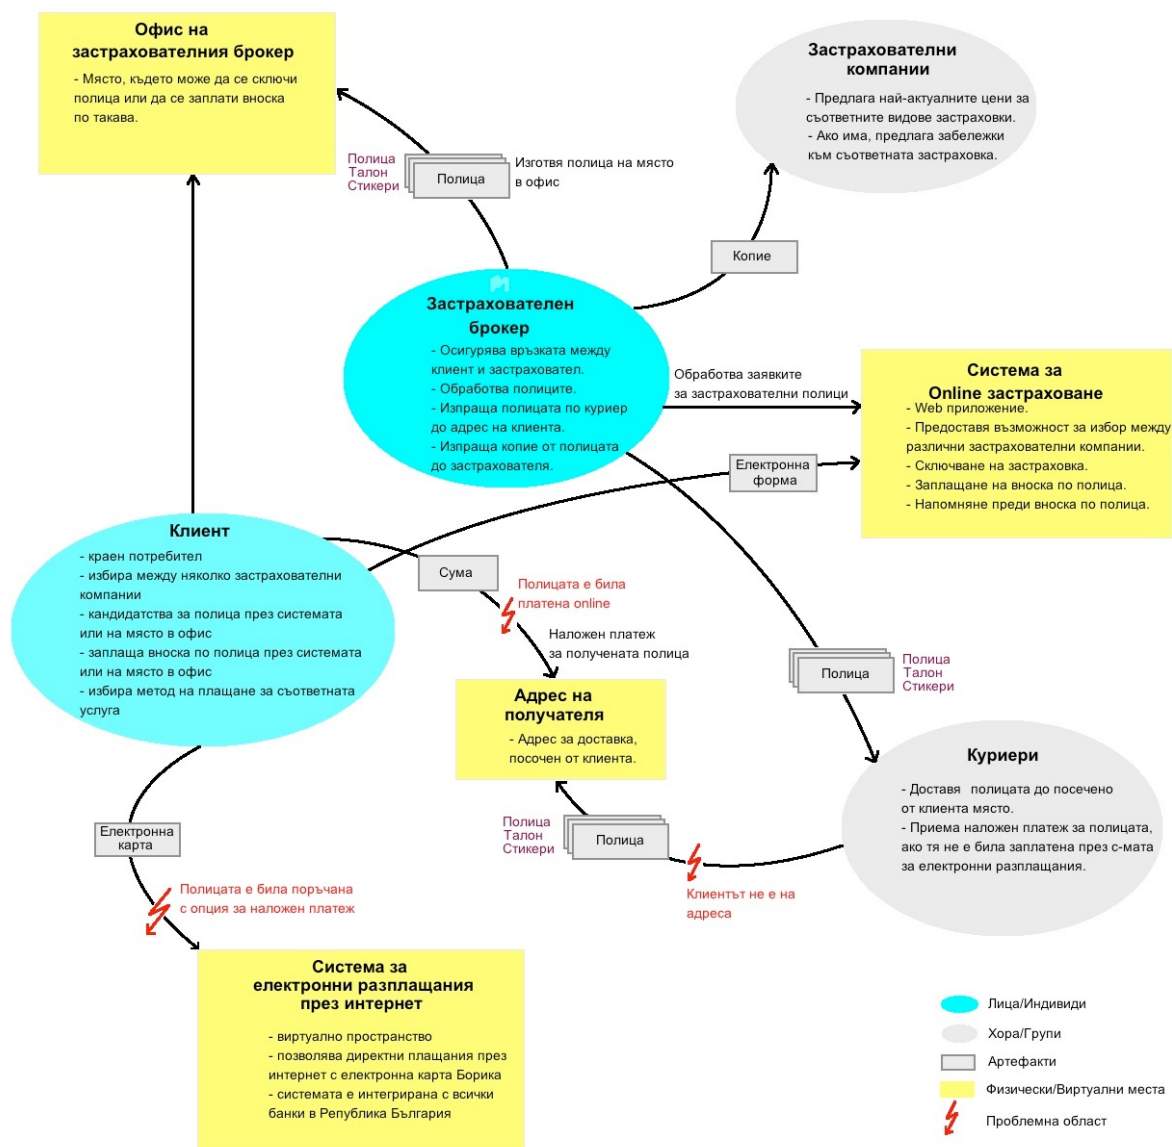 Офис на
застрахователния брокер
- Място, където може да се сключи
полица или да се заплати вноска
по такава.
Застрахователни
компании
- Предлага най-актуалните цени за
съответните видове застраховки.
- Ако има, предлага забележки
към съответната застраховка.
Полица
Талон
Стикери
Полица
Изготвя полица на място
в офис
Копие
Застрахователен
брокер
- Осигурява връзката между
клиент и застраховател.
- Обработва полиците.
- Изпраща полицата по куриер
до адрес на клиента.
- Изпраща копие от полицата
до застрахователя.
Обработва заявките
за застрахователни полици
Система за
Online застраховане
- Web приложение.
- Предоставя възможност за избор между
различни застрахователни компании.
- Сключване на застраховка.
- Заплащане на вноска по полица.
- Напомняне преди вноска по полица.
Електронна
форма
Клиент
- краен потребител
- избира между няколко застрахователни
компании
- кандидатства за полица през системата
или на място в офис
- заплаща вноска по полица през системата
или на място в офис
- избира метод на плащане за съответната
услуга
Сума
Полицата е била
платена online
Наложен платеж
за получената полица
Полица
Полица
Талон
Стикери
Адрес на
получателя
- Адрес за доставка,
посочен от клиента.
Куриери
- Доставя полицата до посечено
от клиента място.
- Приема наложен платеж за полицата,
ако тя не е била заплатена през с-мата
за електронни разплащания.
Полица
Талон
Стикери
Полица
Клиентът не е на
адреса
Електронна
карта
Полицата е била поръчана
с опция за наложен платеж
Система за
електронни разплащания
през интернет
- виртуално пространство
- позволява директни плащания през
интернет с електронна карта Борика
- системата е интегрирана с всички
банки в Република България
Лица/Индивиди
Хора/Групи
Артефакти
Физически/Виртуални места
Проблемна област